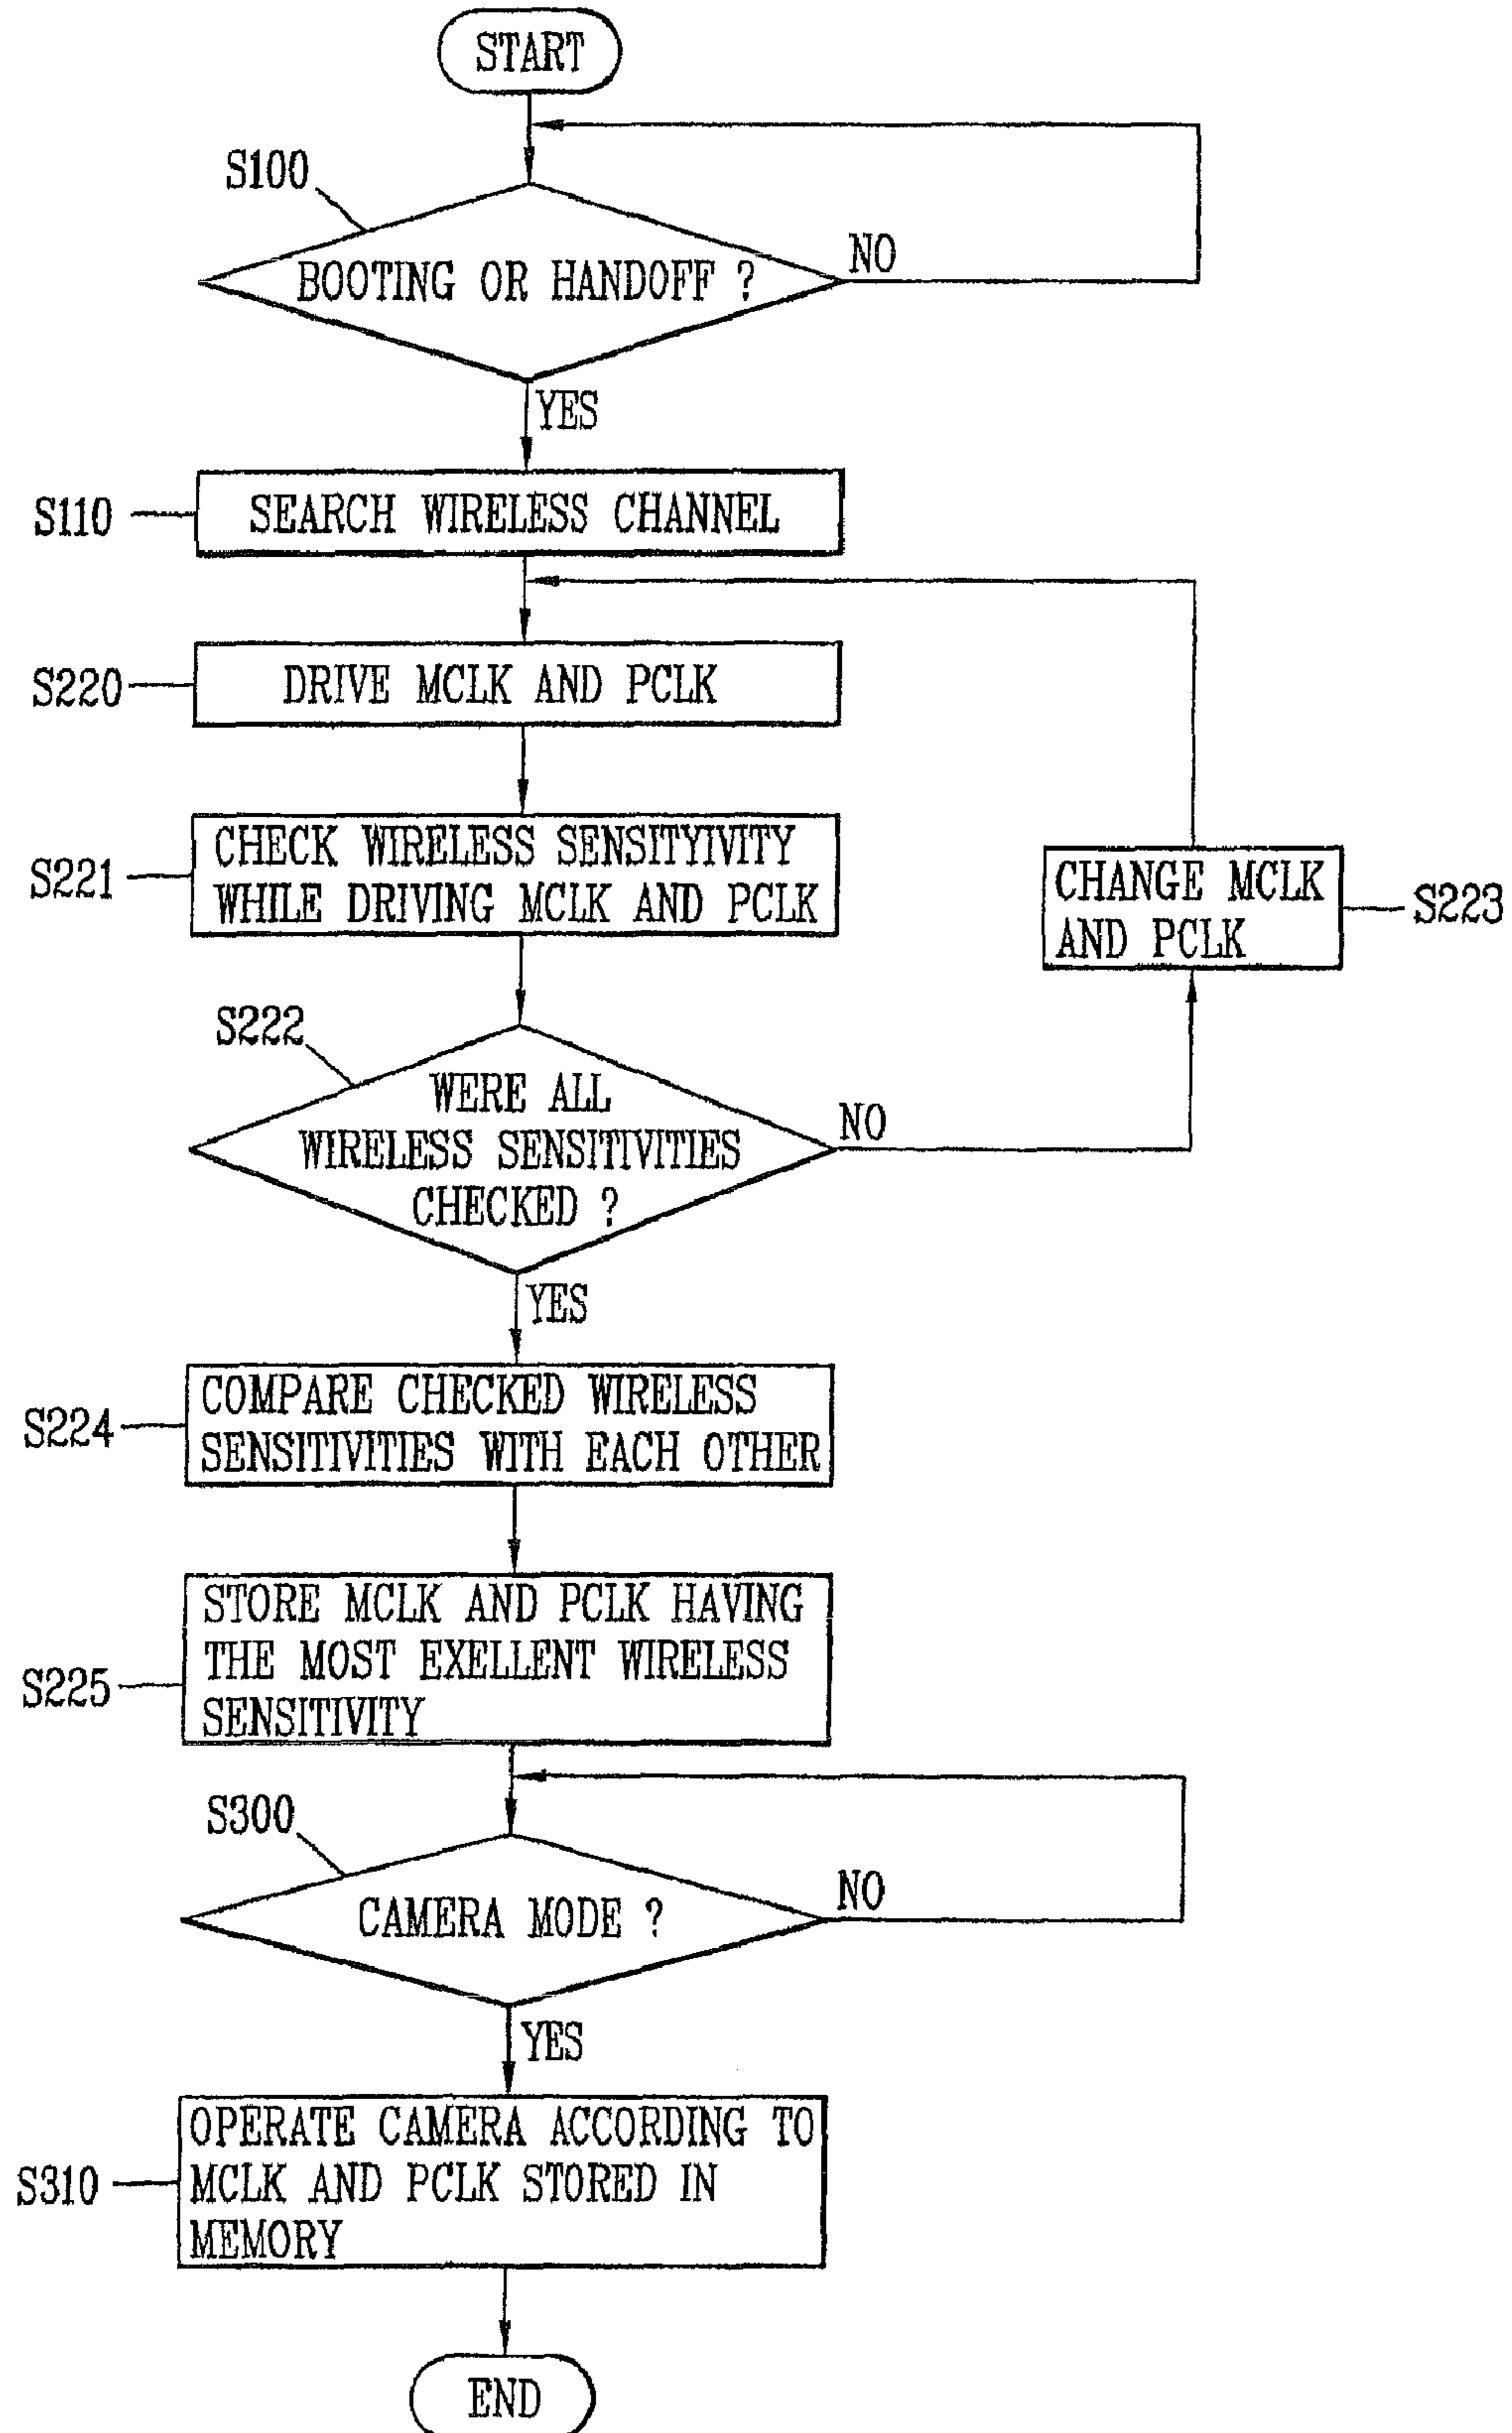 START
S100
BOOTING OR HANDOFF ?
NO
YES
S110
SEARCH WIRELESS CHANNEL
S220
DRIVE MCLK AND PCLK
S221
CHECK WIRELESS SENSITYIVITY
WHILE DRIVING MCLK AND PCLK
CHANGE MCLK
AND PCLK
S223
S222
WERE ALL
WIRELESS SENSITIVITIES
CHECKED ?
NO
YES
S224
COMPARE CHECKED WIRELESS
SENSITIVITIES WITH EACH OTHER
S225
STORE MCLK AND PCLK HAVING
THE MOST EXELLENT WIRELESS
SENSITIVITY
S300
CAMERA MODE ?
NO
YES
S310
OPERATE CAMERA ACCORDING TO
MCLK AND PCLK STORED IN
MEMORY
END